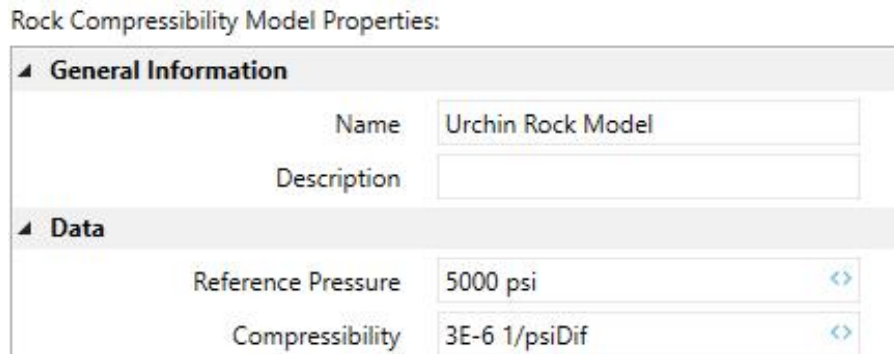 Rock Compressibility Model Properties:
General Information
Name Urchin Rock Model
Description
Data
Reference Pressure 5000 psi
Compressibility 3E-6 1/psiDif